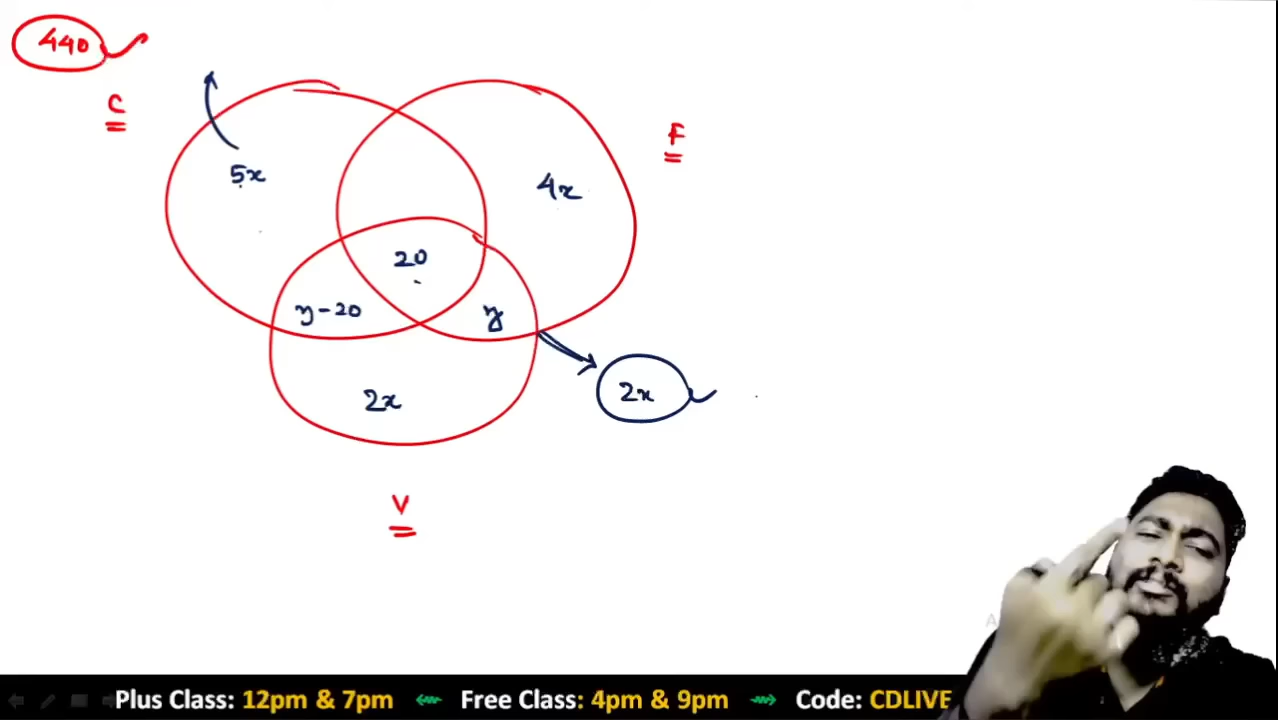 440
C
F
5x
4x
20
y-20
y
2x
2x
V
Plus Class: 12pm & 7pm Free Class: 4pm & 9pm Code: CDLIVE